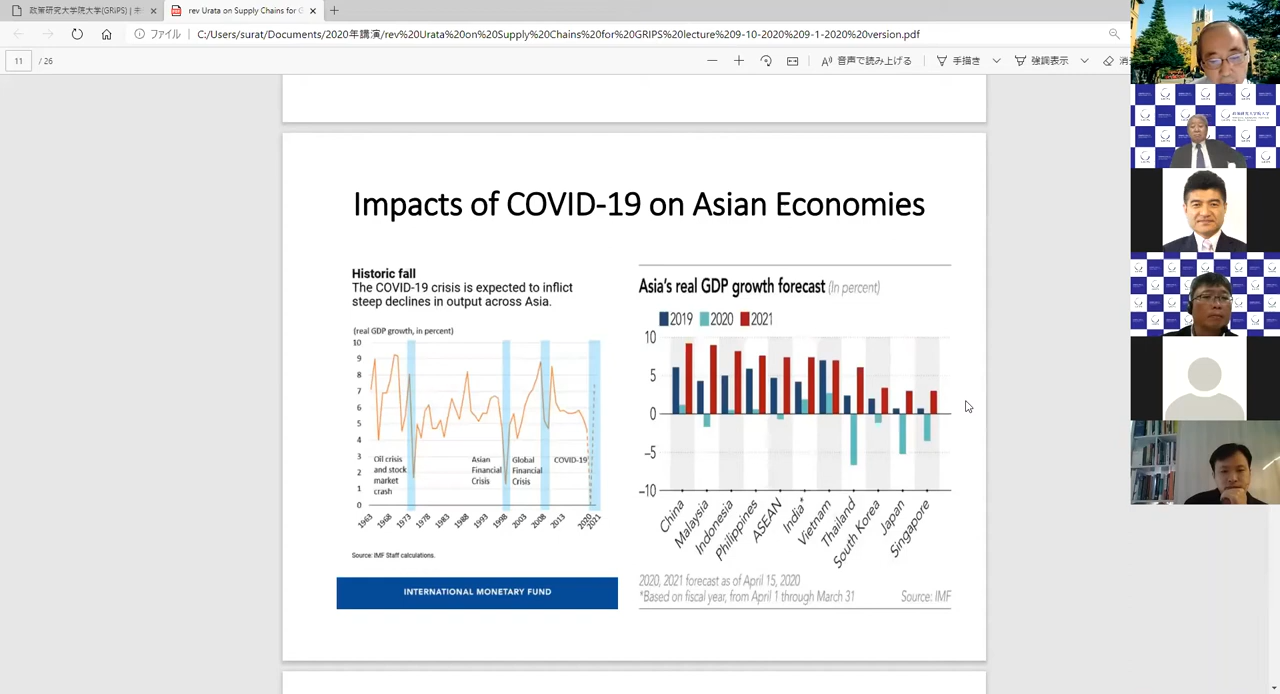 政策研究大学院大学(GRIPS) | 未
rev Urata on Supply Chains for G
ファイル
C:/Users/surat/Documents/2020年講演/rev%20Urata%20on%20Supply%20Chains%20for%20GRIPS%20lecture%209-10-2020%209-1-2020%20version.pdf
11 / 26
音声で読み上げる
手描き
強調表示
Impacts of COVID-19 on Asian Economies
Historic fall
The COVID-19 crisis is expected to inflict
steep declines in output across Asia.
(real GDP growth, in percent)
10
9
8
7
6
5
4
3
2
1
0
Oil crisis
and stock
market
crash
Asian
Financial
Crisis
Global
Financial
Crisis
COVID-19
1963
1968
1973
1978
1983
1988
1993
1998
2003
2008
2013
2020
2021
Source: IMF Staff calculations.
INTERNATIONAL MONETARY FUND
Asia's real GDP growth forecast (In percent)
2019 2020 2021
10
5
0
−5
−10
China
Malaysia
Indonesia
Philippines
ASEAN
India*
Vietnam
Thailand
South Korea
Japan
Singapore
2020, 2021 forecast as of April 15, 2020
*Based on fiscal year, from April 1 through March 31
Source: IMF